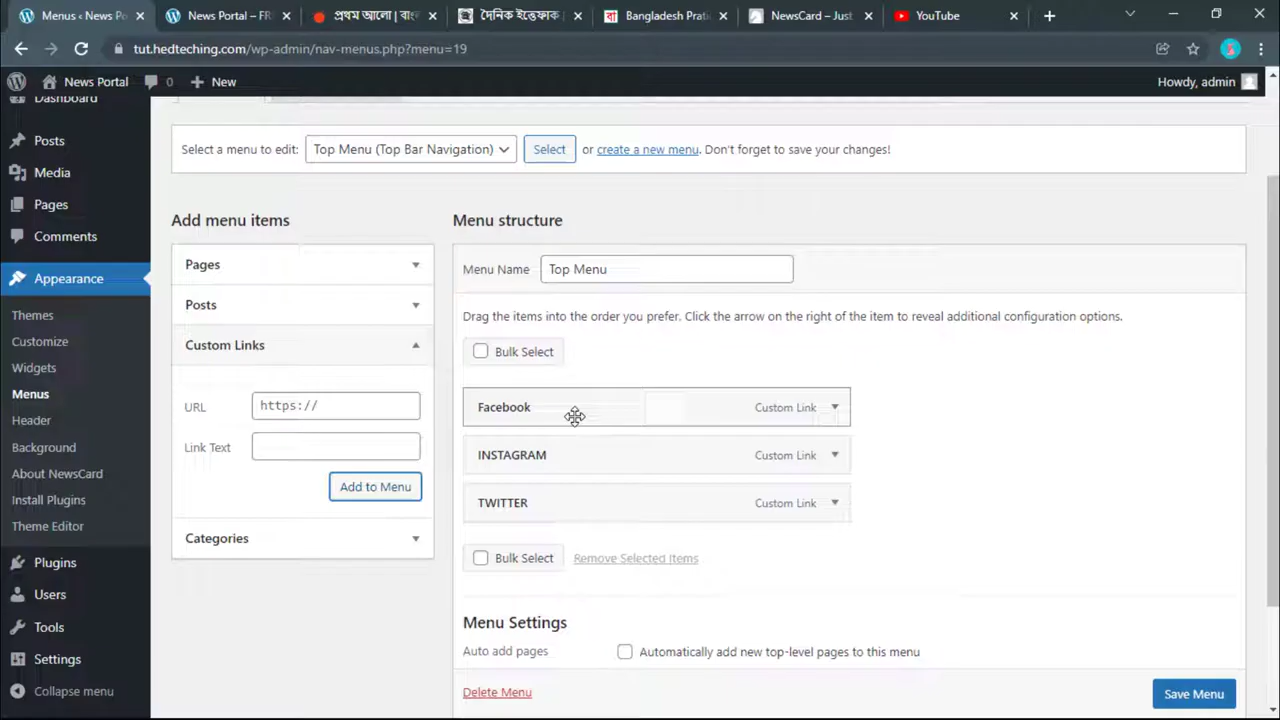 Menus « News Po
News Portal – FR
প্রথম আলো | বাংল
দৈনিক ইত্তেফাক |
Bangladesh Prati
NewsCard – Just
YouTube
tut.hedteching.com/wp-admin/nav-menus.php?menu=19
News Portal
0
New
Howdy, admin
Dashboard
Posts
Media
Pages
Comments
Appearance
Themes
Customize
Widgets
Menus
Header
Background
About NewsCard
Install Plugins
Theme Editor
Plugins
Users
Tools
Settings
Collapse menu
Select a menu to edit: Top Menu (Top Bar Navigation) Select or create a new menu. Don't forget to save your changes!
Add menu items
Pages
Posts
Custom Links
URL https://
Link Text
Add to Menu
Categories
Menu structure
Menu Name Top Menu
Drag the items into the order you prefer. Click the arrow on the right of the item to reveal additional configuration options.
Bulk Select
Facebook Custom Link
INSTAGRAM Custom Link
TWITTER Custom Link
Bulk Select Remove Selected Items
Menu Settings
Auto add pages Automatically add new top-level pages to this menu
Delete Menu Save Menu